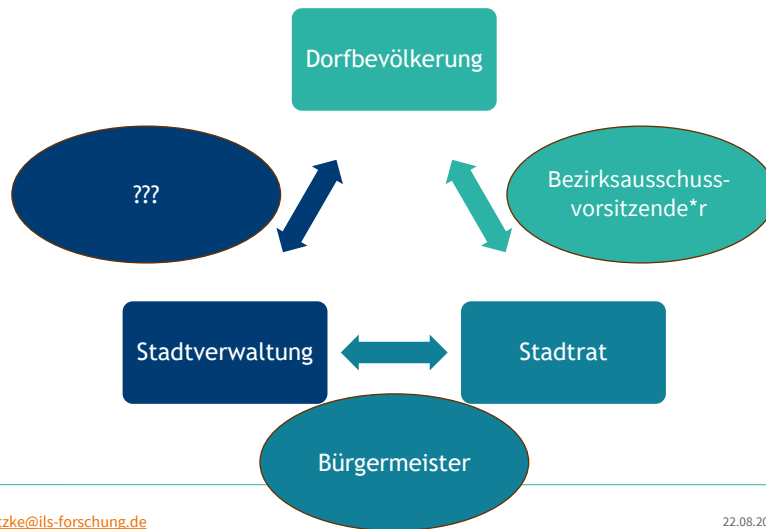 Dorfbevölkerung
???
Bezirksausschuss-
vorsitzende*r
Stadtverwaltung
Stadtrat
Bürgermeister
tzke@ils-forschung.de
22.08.20